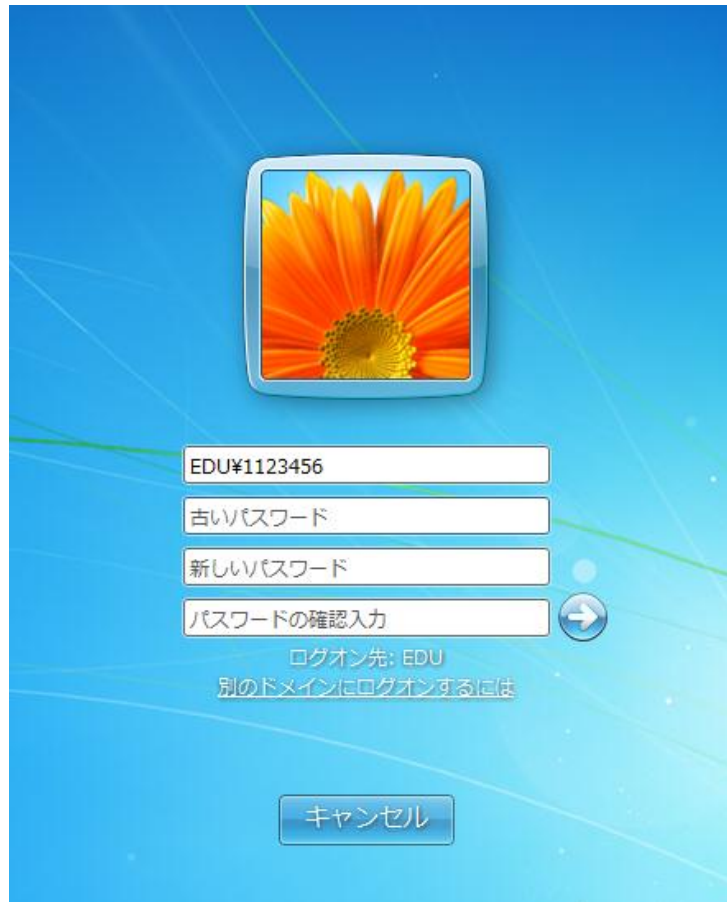 EDU¥1123456
古いパスワード
新しいパスワード
パスワードの確認入力
ログオン先: EDU
別のドメインにログオンするには
キャンセル